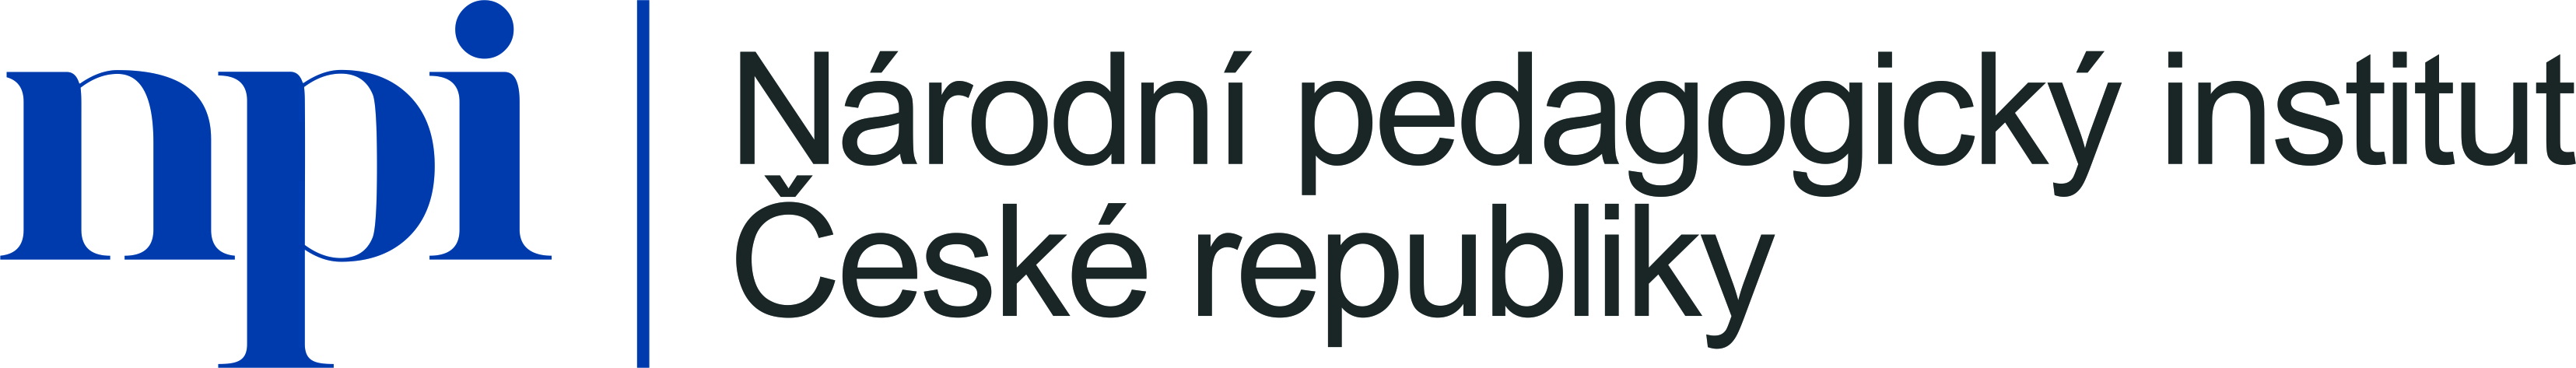 npi
Národní pedagogický institut
České republiky